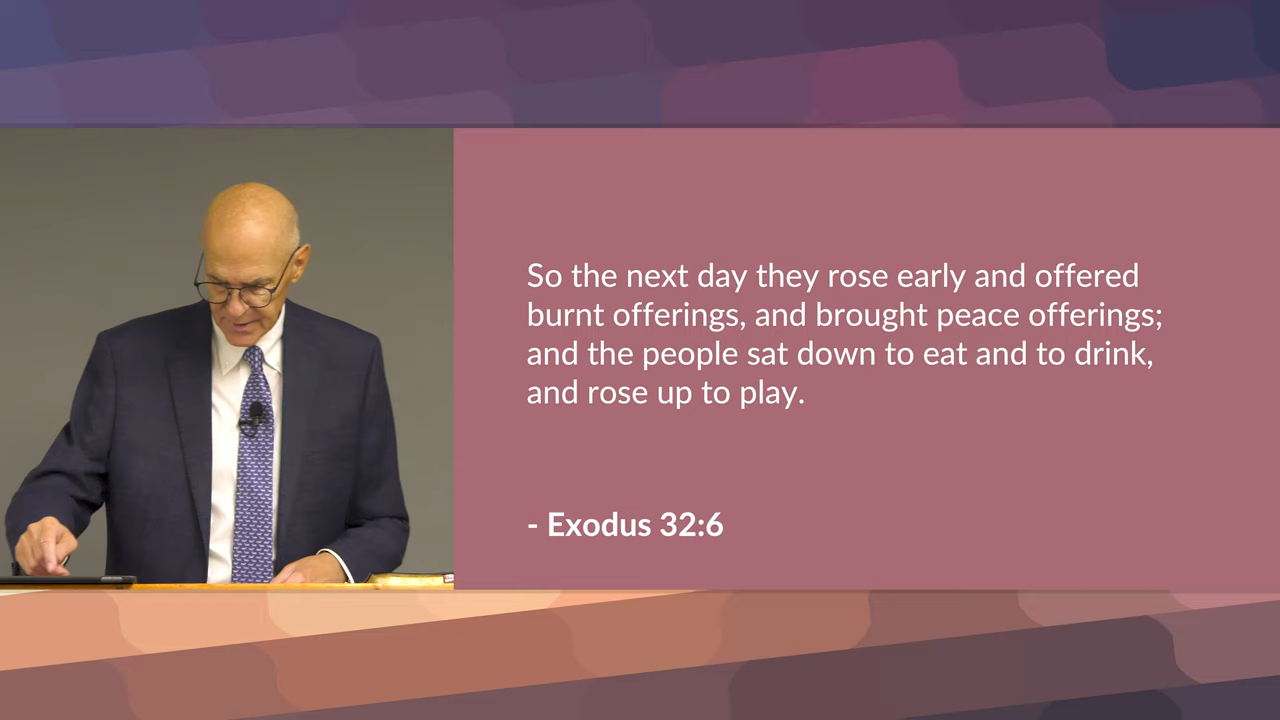 So the next day they rose early and offered
burnt offerings, and brought peace offerings;
and the people sat down to eat and to drink,
and rose up to play.
- Exodus 32:6